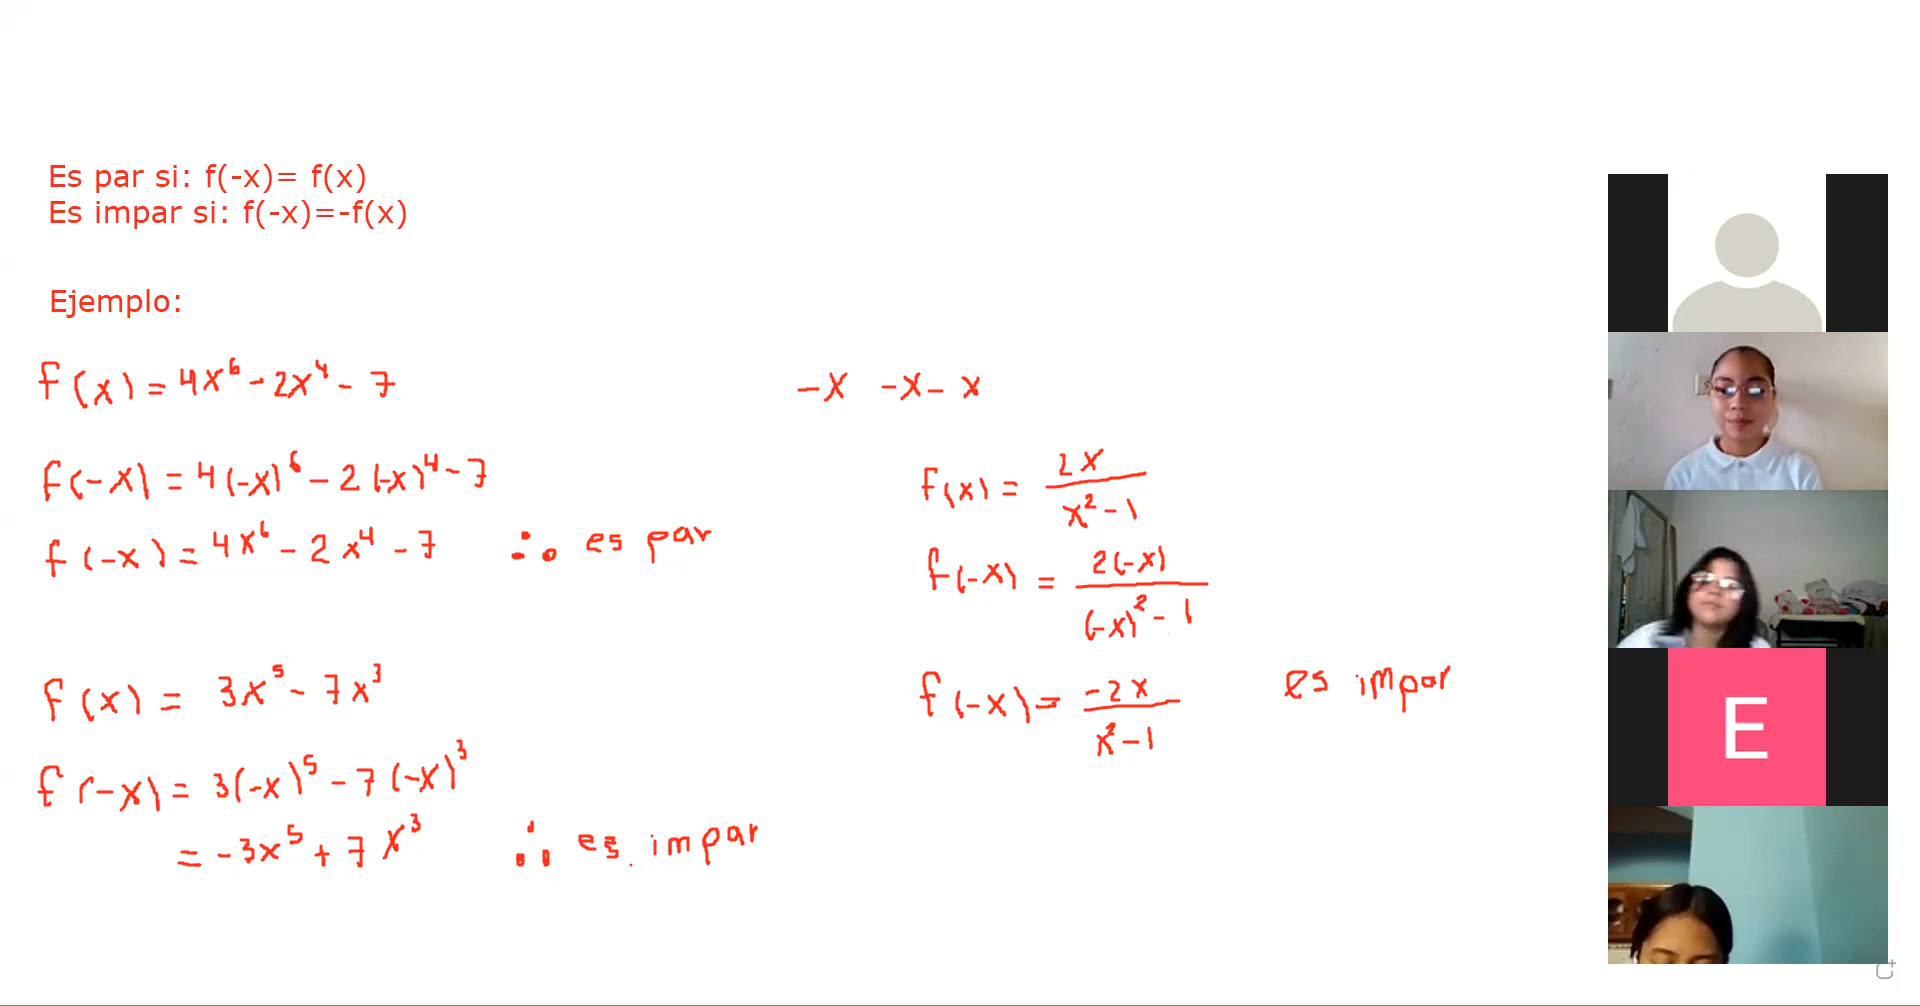 Es par si: f(-x)= f(x)
Es impar si: f(-x)=-f(x)
Ejemplo:
f(x) = 4x⁶ - 2x⁴ - 7
f(-x) = 4(-x)⁶ - 2(-x)⁴ - 7
f(-x) = 4x⁶ - 2x⁴ - 7 ∴ es par
f(x) = 3x⁵ - 7x³
f(-x) = 3(-x)⁵ - 7(-x)³
= -3x⁵ + 7x³ ∴ es impar
-x -x - x
f(x) = 2x / x² - 1
f(-x) = 2(-x) / (-x)² - 1
f(-x) = -2x / x² - 1 es impar
E